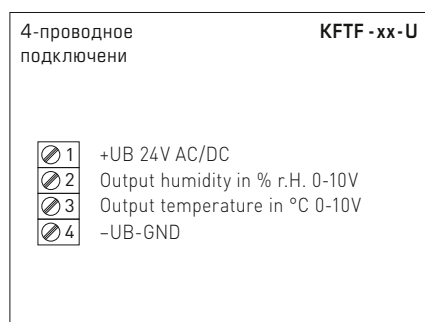 4-проводное KFTF-xx-U
подключени
1 +UB 24V AC/DC
2 Output humidity in % r.H. 0-10V
3 Output temperature in °C 0-10V
4 –UB-GND